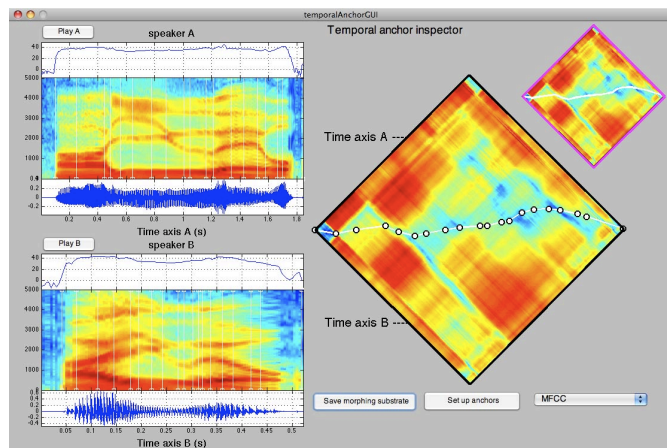 temporalAnchorGUI
Play A
speaker A
Temporal anchor inspector
40
20
0
5000
4000
3000
2000
1000
0.2
0
-0.2
0.2 0.4 0.6 0.8 1 1.2 1.4 1.6 1.8
Time axis A (s)
Play B
speaker B
40
20
0
5000
4000
3000
2000
1000
0.4
0.2
0
-0.2
-0.4
0.05 0.1 0.15 0.2 0.25 0.3 0.35 0.4 0.45 0.5
Time axis B (s)
Time axis A ---
Time axis B ----
Save morphing substrate
Set up anchors
MFCC